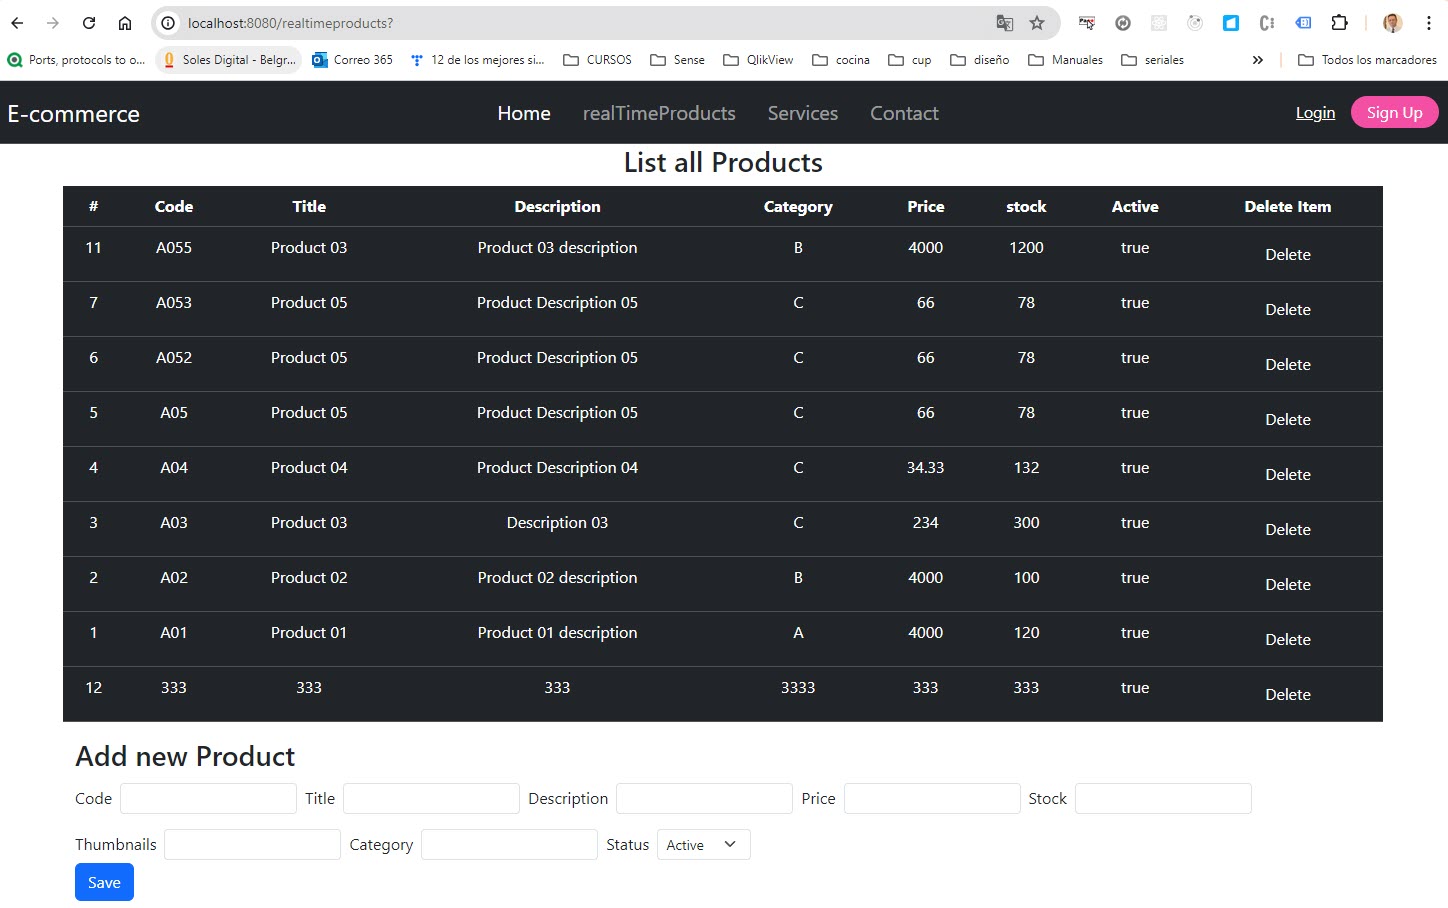 localhost:8080/realtimeproducts?
Ports, protocols to o... Soles Digital - Belgr... Correo 365 12 de los mejores si... CURSOS Sense QlikView cocina cup diseño Manuales seriales » Todos los marcadores
E-commerce Home realTimeProducts Services Contact Login Sign Up
List all Products
# Code Title Description Category Price stock Active Delete Item
11 A055 Product 03 Product 03 description B 4000 1200 true Delete
7 A053 Product 05 Product Description 05 C 66 78 true Delete
6 A052 Product 05 Product Description 05 C 66 78 true Delete
5 A05 Product 05 Product Description 05 C 66 78 true Delete
4 A04 Product 04 Product Description 04 C 34.33 132 true Delete
3 A03 Product 03 Description 03 C 234 300 true Delete
2 A02 Product 02 Product 02 description B 4000 100 true Delete
1 A01 Product 01 Product 01 description A 4000 120 true Delete
12 333 333 333 3333 333 333 true Delete
Add new Product
Code Title Description Price Stock
Thumbnails Category Status Active
Save